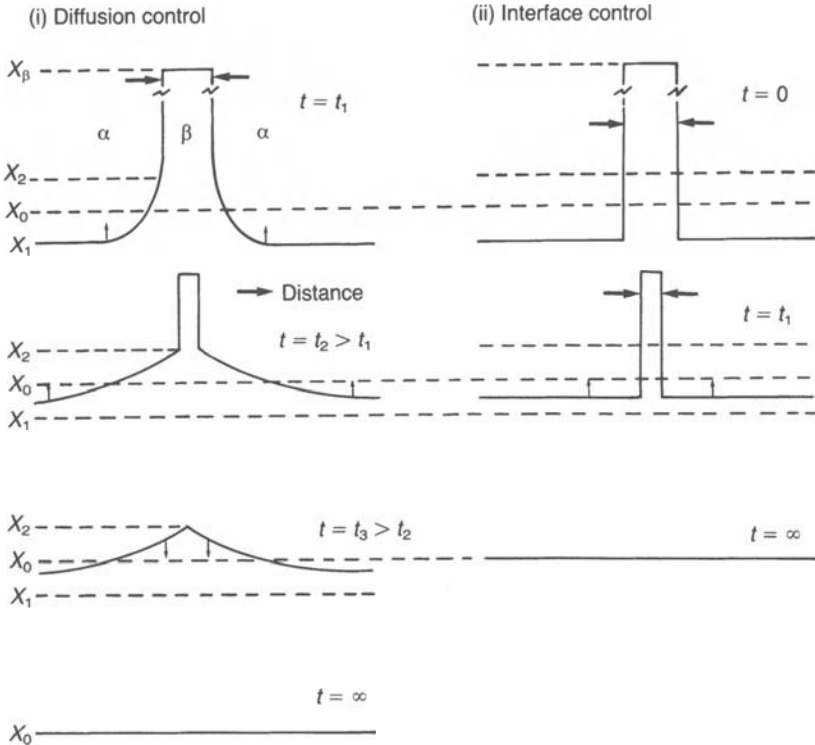 (i) Diffusion control
(ii) Interface control
Xβ
t = t₁
t = 0
α
β
α
X₂
X₀
X₁
Distance
t = t₂ > t₁
t = t₁
X₂
X₀
X₁
X₂
t = t₃ > t₂
t = ∞
X₀
X₁
t = ∞
X₀